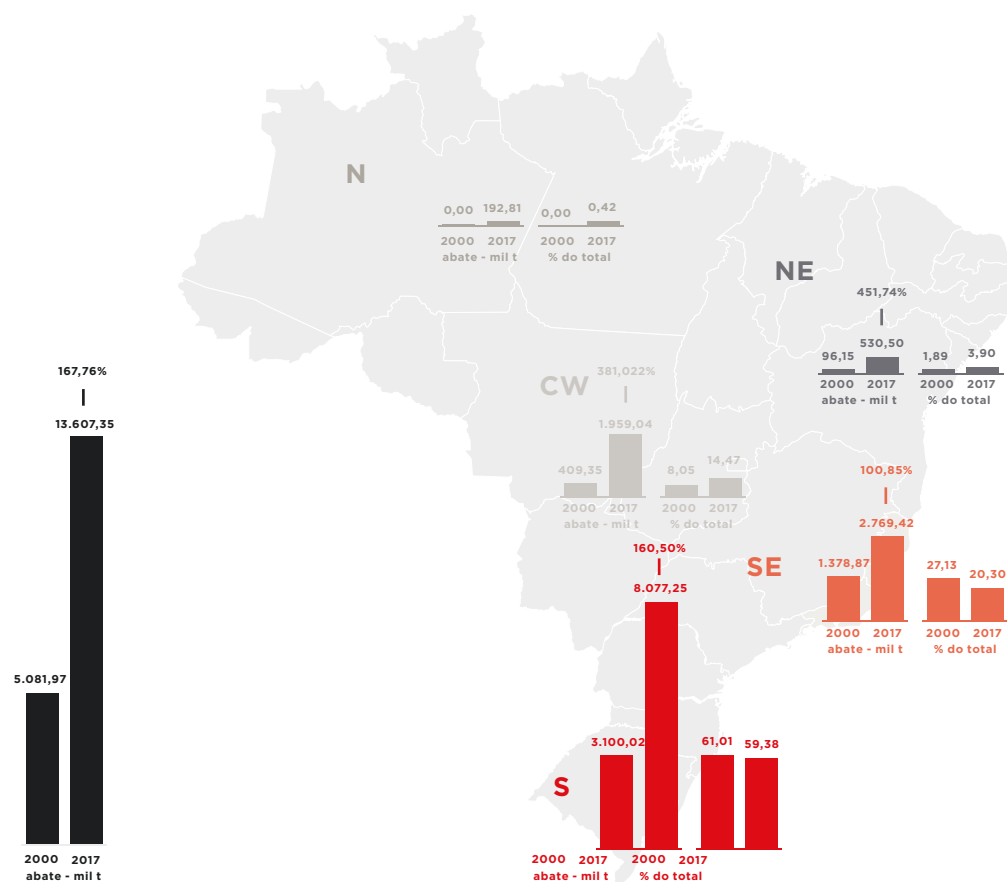 N
0,00 192,81 0,00 0,42
2000 2017 2000 2017
abate - mil t % do total
NE
451,74%
96,15 530,50 1,89 3,90
2000 2017 2000 2017
abate - mil t % do total
167,76%
13.607,35
5.081,97
2000 2017
abate - mil t
CW 381,022%
1.959,04
409,35 8,05 14,47
2000 2017 2000 2017
abate - mil t % do total
SE
100,85%
2.769,42
1.378,87 27,13 20,30
2000 2017 2000 2017
abate - mil t % do total
160,50%
8.077,25
3.100,02 61,01 59,38
S
2000 2017 2000 2017
abate - mil t % do total